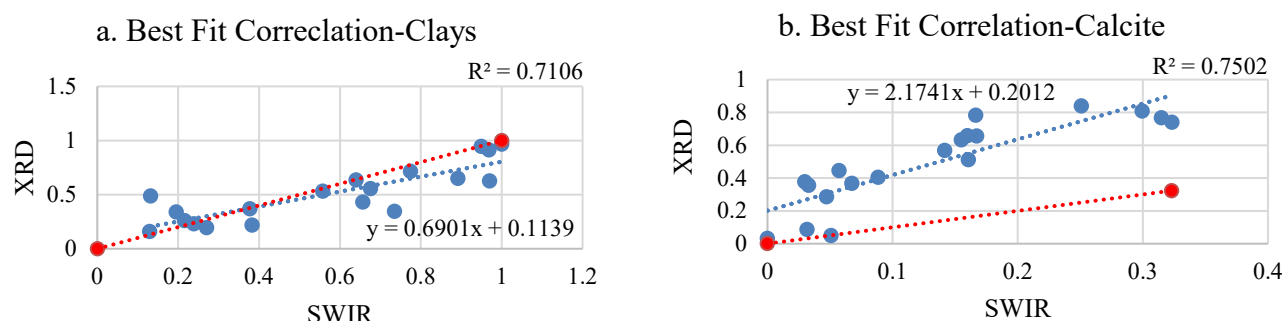 a. Best Fit Correclation-Clays
R² = 0.7106
1.5
1
0.5
0
y = 0.6901x + 0.1139
0 0.2 0.4 0.6 0.8 1 1.2
XRD
SWIR
b. Best Fit Correlation-Calcite
R² = 0.7502
y = 2.1741x + 0.2012
1
0.8
0.6
0.4
0.2
0
0 0.1 0.2 0.3 0.4
XRD
SWIR